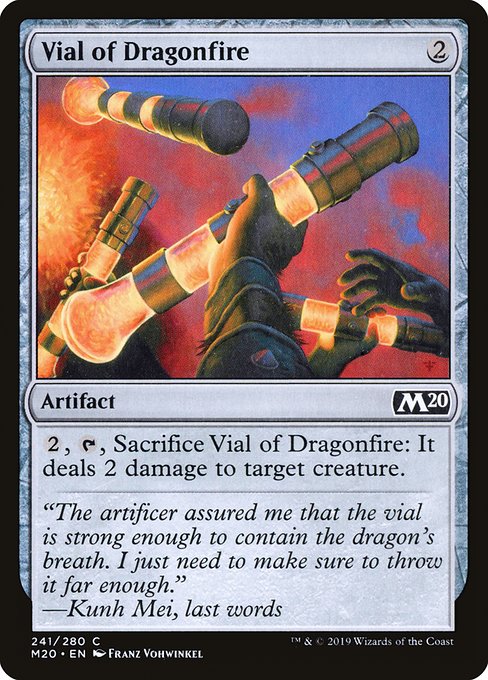 Vial of Dragonfire 2
Artifact M20
2, T, Sacrifice Vial of Dragonfire: It
deals 2 damage to target creature.
“The artificer assured me that the vial
is strong enough to contain the dragon’s
breath. I just need to make sure to throw
it far enough.”
—Kunh Mei, last words
241/280 C
M20 • EN Franz Vohwinkel
™ & © 2019 Wizards of the Coast